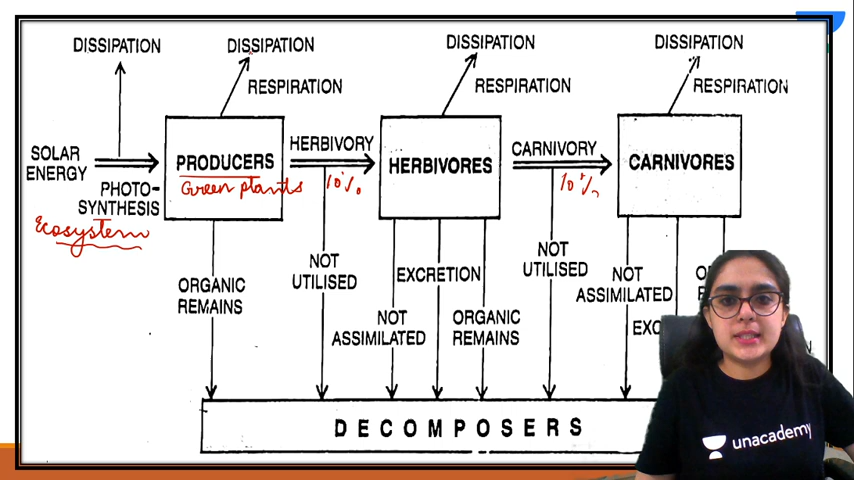 DISSIPATION
DISSIPATION
DISSIPATION
DISSIPATION
RESPIRATION
RESPIRATION
RESPIRATION
SOLAR
ENERGY
PHOTO-
SYNTHESIS
Ecosystem
PRODUCERS
Green plants
HERBIVORY
10%
HERBIVORES
CARNIVORY
10%
CARNIVORES
ORGANIC
REMAINS
NOT
UTILISED
NOT
ASSIMILATED
EXCRETION
ORGANIC
REMAINS
NOT
UTILISED
NOT
ASSIMILATED
DECOMPOSERS
unacademy